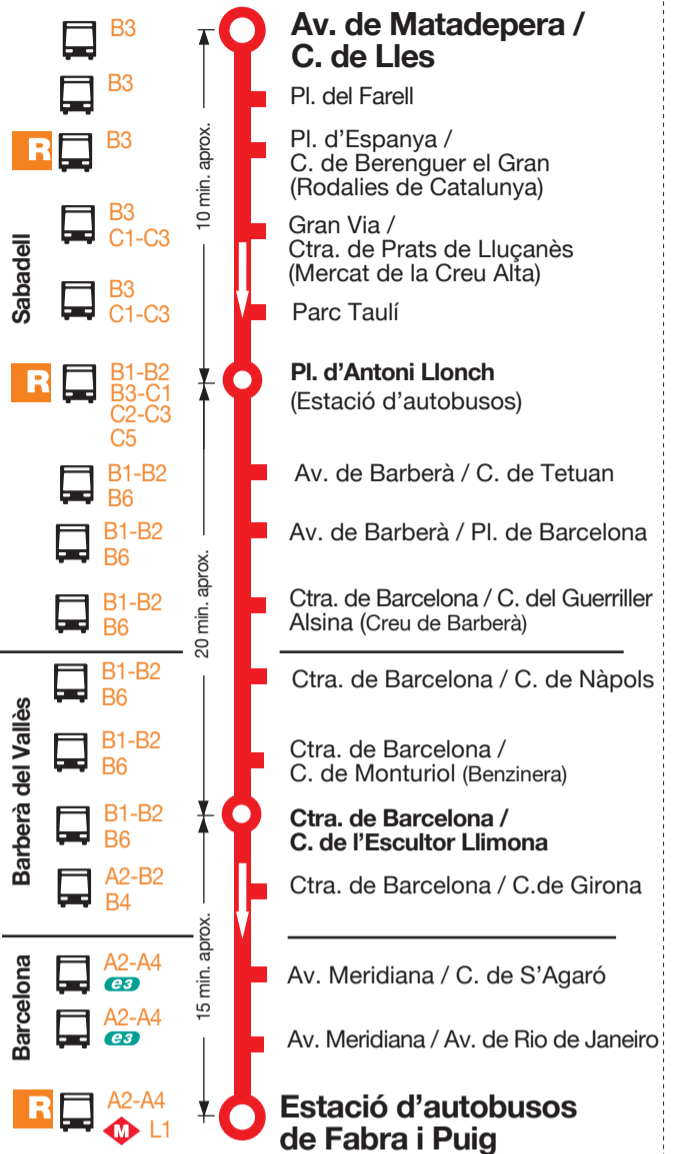 B3
Av. de Matadepera /
C. de Lles
B3
Pl. del Farell
R
B3
Pl. d'Espanya /
C. de Berenguer el Gran
(Rodalies de Catalunya)
10 min. aprox.
Sabadell
B3
C1-C3
Gran Via /
Ctra. de Prats de Lluçanès
(Mercat de la Creu Alta)
B3
C1-C3
Parc Taulí
R
B1-B2
B3-C1
C2-C3
C5
Pl. d'Antoni Llonch
(Estació d'autobusos)
B1-B2
B6
Av. de Barberà / C. de Tetuan
B1-B2
B6
Av. de Barberà / Pl. de Barcelona
20 min. aprox.
B1-B2
B6
Ctra. de Barcelona / C. del Guerriller
Alsina (Creu de Barberà)
Barberà del Vallès
B1-B2
B6
Ctra. de Barcelona / C. de Nàpols
B1-B2
B6
Ctra. de Barcelona /
C. de Monturiol (Benzinera)
B1-B2
B6
Ctra. de Barcelona /
C. de l'Escultor Llimona
A2-B2
B4
Ctra. de Barcelona / C.de Girona
15 min. aprox.
Barcelona
A2-A4
e3
Av. Meridiana / C. de S'Agaró
A2-A4
e3
Av. Meridiana / Av. de Rio de Janeiro
R
A2-A4
M L1
Estació d'autobusos
de Fabra i Puig